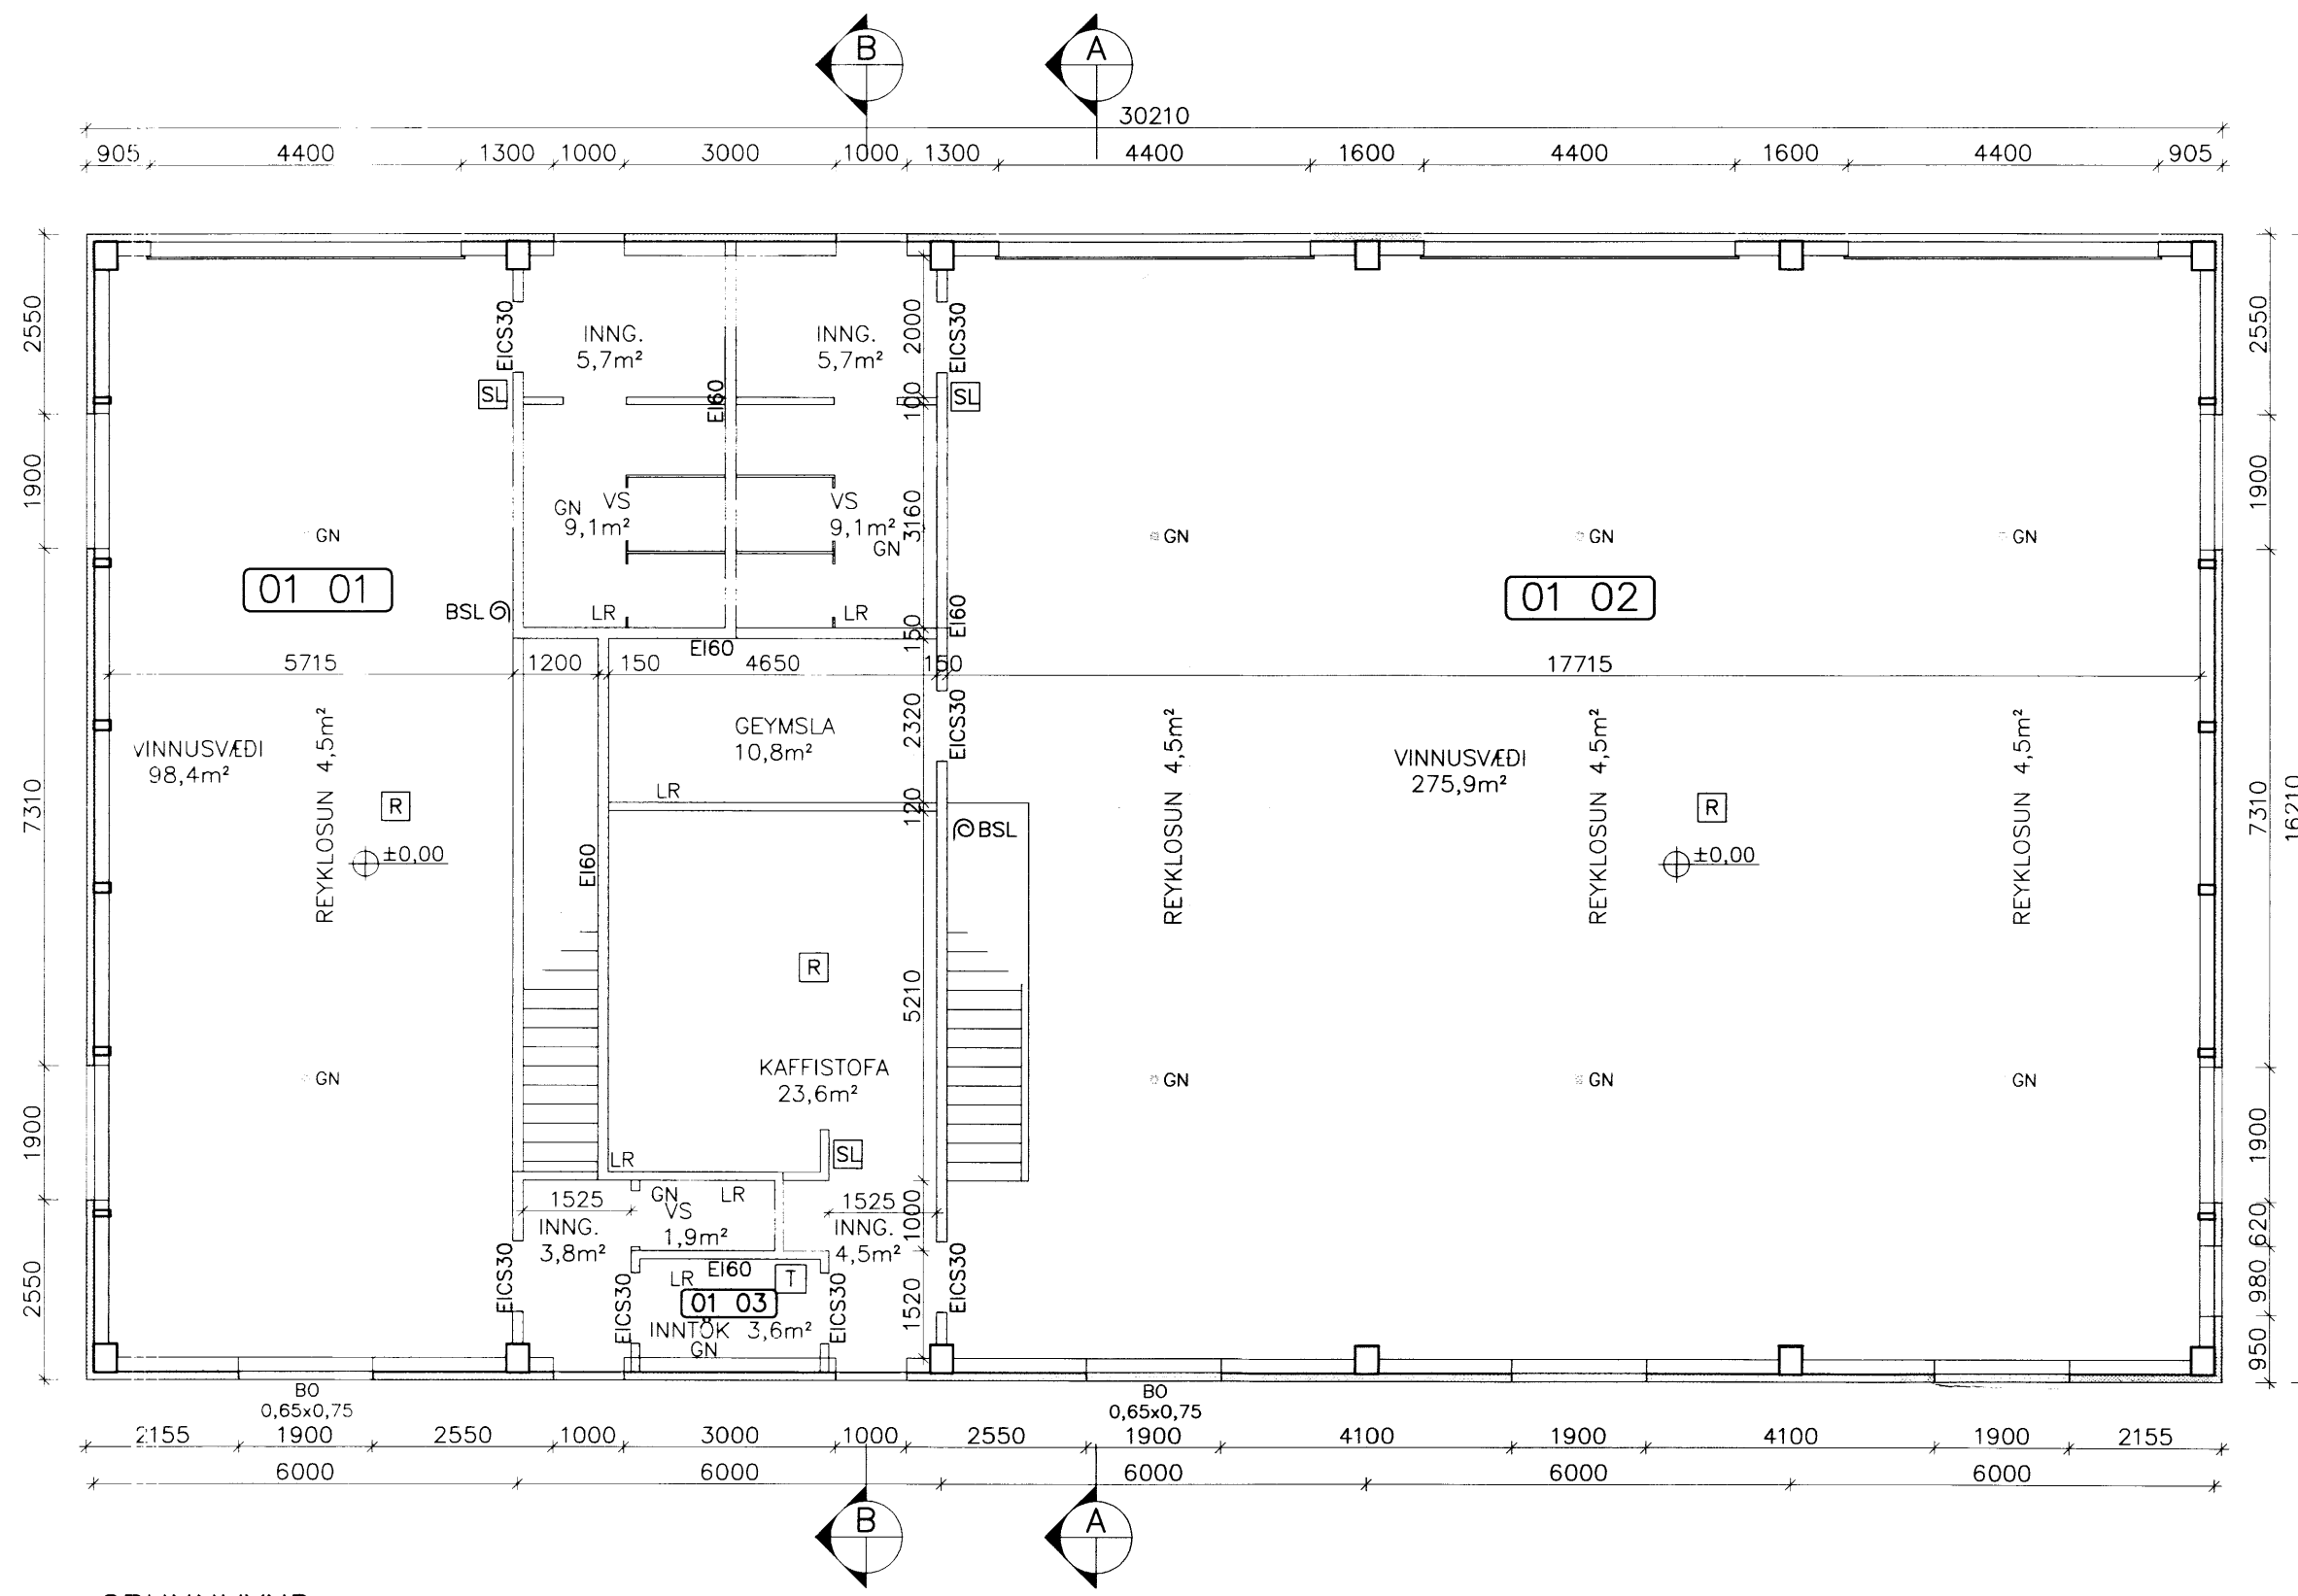 B
A
30210
905 4400 1300 1000 3000 1000 1300 4400 1600 4400 1600 4400 905
2550
1900
7310
1900
2550
EICS30
INNG.
5,7m²
INNG.
5,7m²
2000
EICS30
SL
EI60
100
SL
GN VS
9,1m²
VS
9,1m²
GN
3160
GN
GN
GN
GN
01 01
01 02
BSL
LR
LR
150
EI60
EI60
5715 1200 150 4650 150 17715
GEYMSLA
10,8m²
2320
EICS30
VINNUSVÆÐI
98,4m²
REYKLOSUN 4,5m²
REYKLOSUN 4,5m²
VINNUSVÆÐI
275,9m²
REYKLOSUN 4,5m²
REYKLOSUN 4,5m²
R
R
LR
120
BSL
±0,00
±0,00
EI60
R
5210
KAFFISTOFA
23,6m²
GN
GN
GN
GN
LR
SL
1525
GN LR
VS
1,9m²
1525
1000
INNG.
3,8m²
INNG.
4,5m²
EICS30
EICS30
LR
EI60
T
01 03
INNTÖK 3,6m²
GN
EICS30
1520
EICS30
2550
1900
7310
16210
1900
620
980
950
BO
0,65x0,75
BO
0,65x0,75
2155 1900 2550 1000 3000 1000 2550 1900 4100 1900 4100 1900 2155
6000 6000 6000 6000 6000
B
A